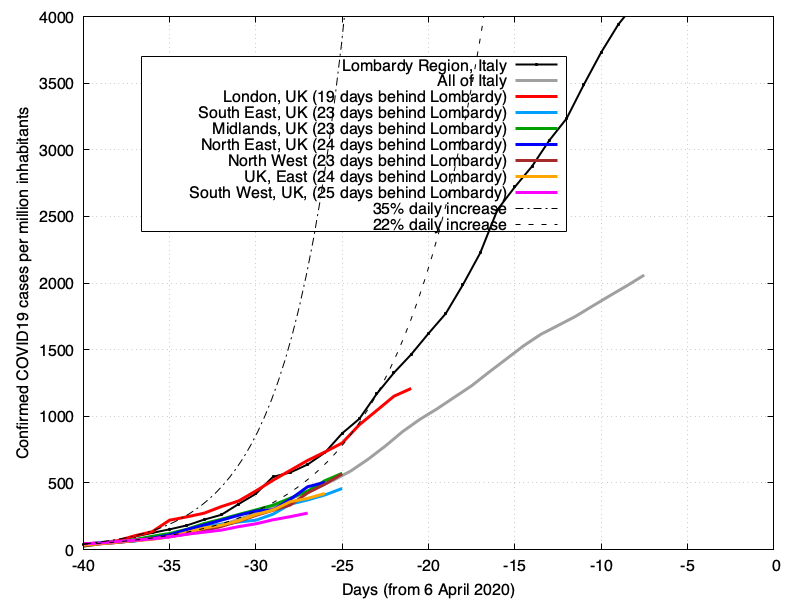 4000
3500
3000
2500
2000
1500
1000
500
0
Confirmed COVID19 cases per million inhabitants
Lombardy Region, Italy
All of Italy
London, UK (19 days behind Lombardy)
South East, UK (23 days behind Lombardy)
Midlands, UK (23 days behind Lombardy)
North East, UK (24 days behind Lombardy)
North West (23 days behind Lombardy)
UK, East (24 days behind Lombardy)
South West, UK, (25 days behind Lombardy)
35% daily increase
22% daily increase
-40 -35 -30 -25 -20 -15 -10 -5 0
Days (from 6 April 2020)